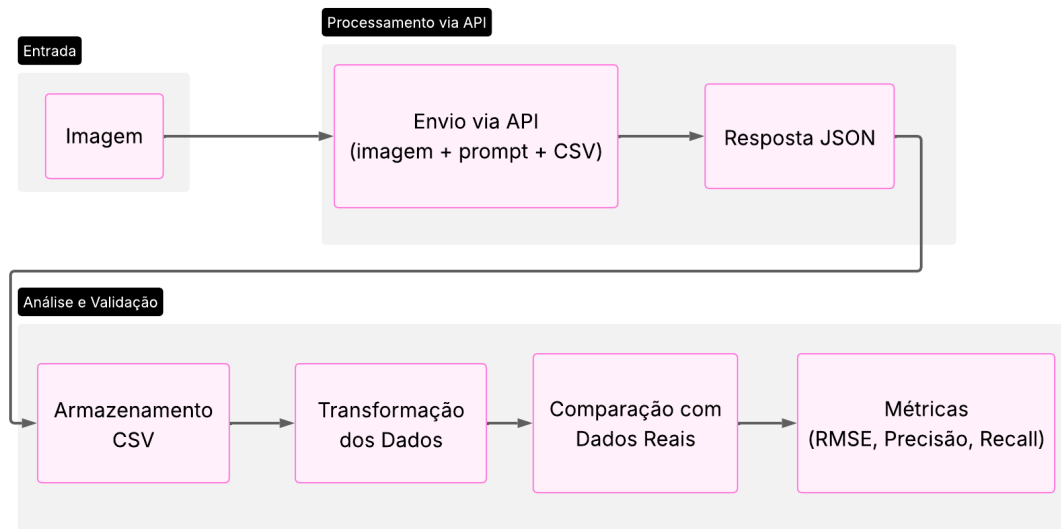 Processamento via API
Entrada
Imagem
Envio via API
(imagem + prompt + CSV)
Resposta JSON
Análise e Validação
Armazenamento
CSV
Transformação
dos Dados
Comparação com
Dados Reais
Métricas
(RMSE, Precisão, Recall)